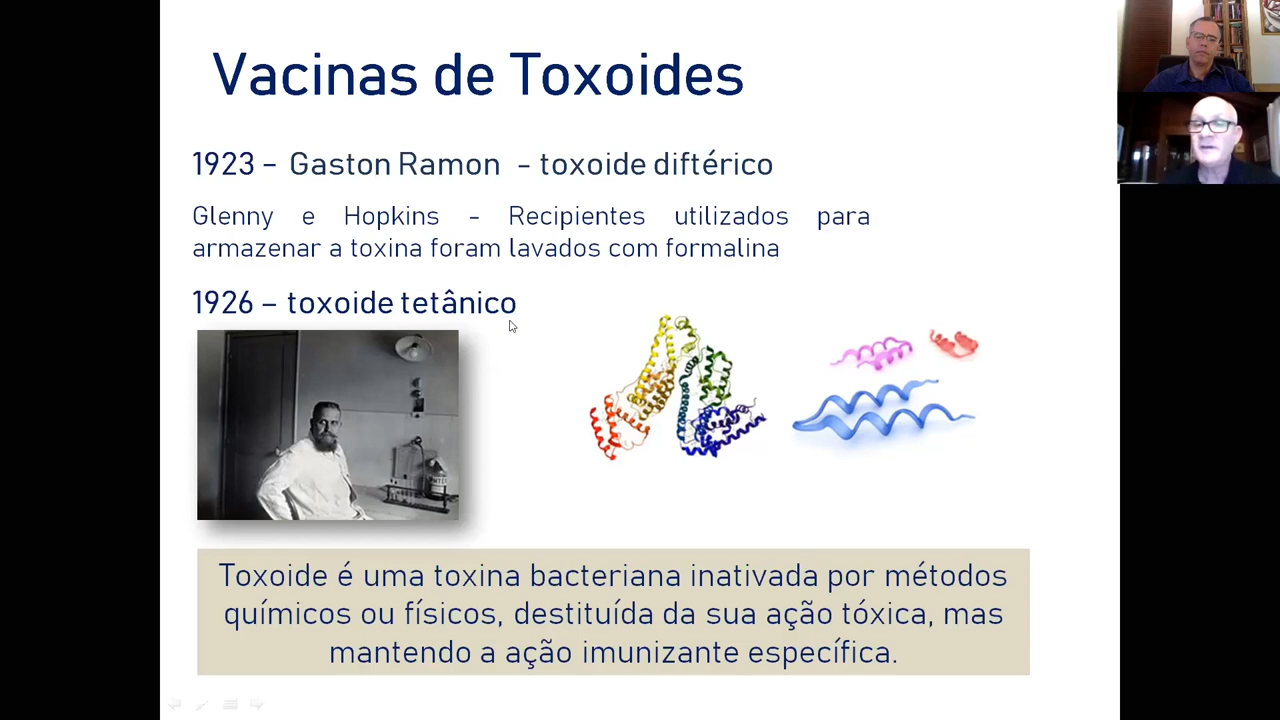 Vacinas de Toxoides
1923 – Gaston Ramon - toxoide diftérico
Glenny e Hopkins - Recipientes utilizados para
armazenar a toxina foram lavados com formalina
1926 – toxoide tetânico
Toxoide é uma toxina bacteriana inativada por métodos
químicos ou físicos, destituída da sua ação tóxica, mas
mantendo a ação imunizante específica.